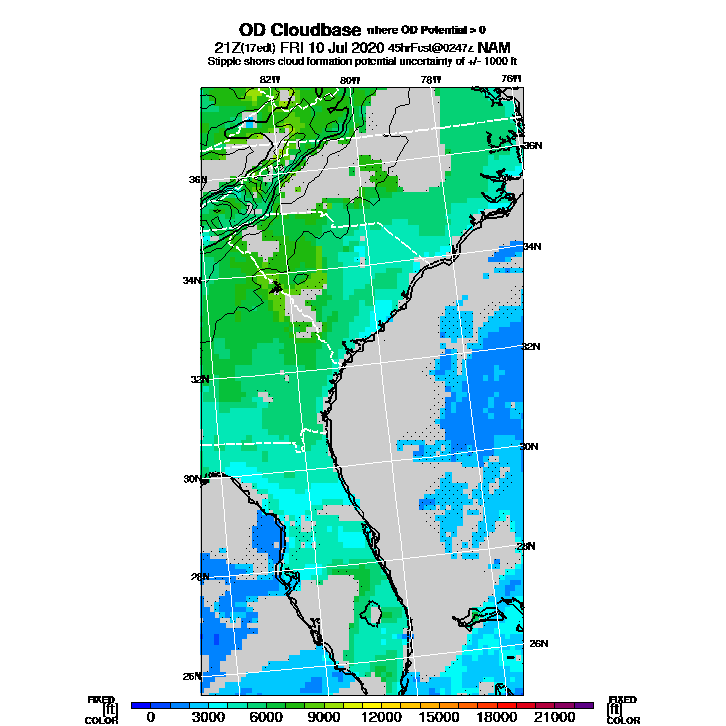 OD Cloudbase where OD Potential > 0
21Z(17edt) FRI 10 Jul 2020 45hrFcst@0247z NAM
Stipple shows cloud formation potential uncertainty of +/- 1000 ft
82W 80W 78W 76W
36N
36N
34N
34N
32N
32N
30N
30N
28N
28N
26N
26N
FIXED FIXED
[ft] [ft]
COLOR 0 3000 6000 9000 12000 15000 18000 21000 COLOR